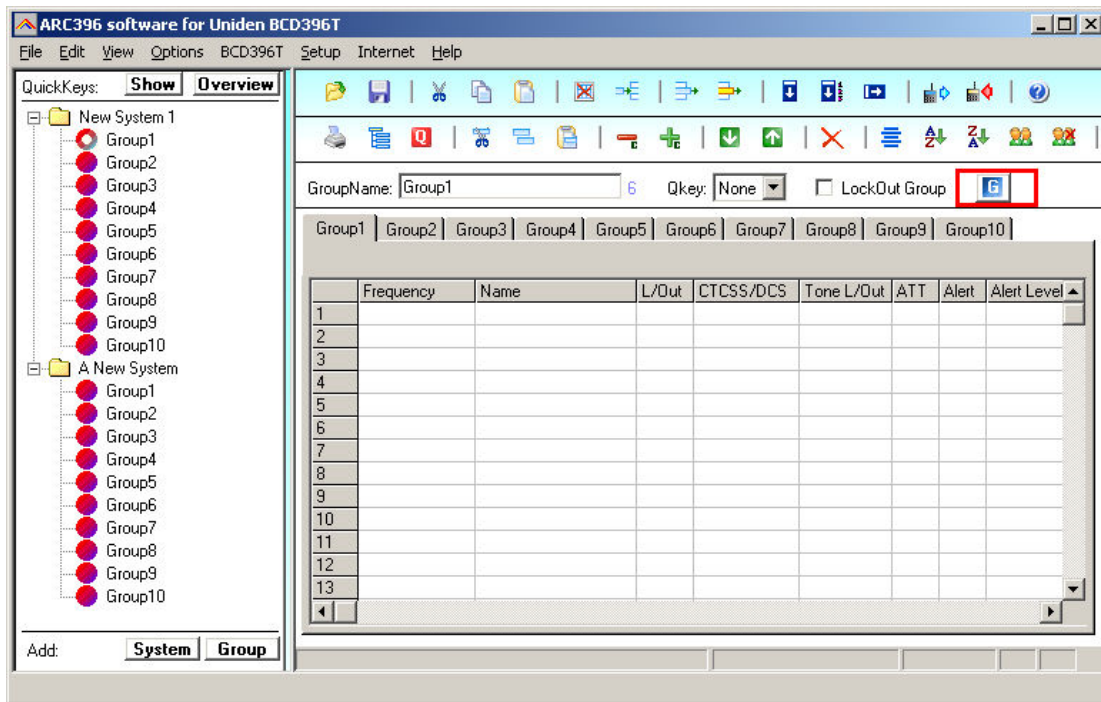 ARC396 software for Uniden BCD396T
File Edit View Options BCD396T Setup Internet Help
QuickKeys: Show Overview
New System 1
Group1
Group2
Group3
Group4
Group5
Group6
Group7
Group8
Group9
Group10
A New System
Group1
Group2
Group3
Group4
Group5
Group6
Group7
Group8
Group9
Group10
Add: System Group
Q A Z Z A
GroupName: Group1 6 Qkey: None LockOut Group G
Group1 Group2 Group3 Group4 Group5 Group6 Group7 Group8 Group9 Group10
Frequency Name L/Out CTCSS/DCS Tone L/Out ATT Alert Alert Level
1
2
3
4
5
6
7
8
9
10
11
12
13